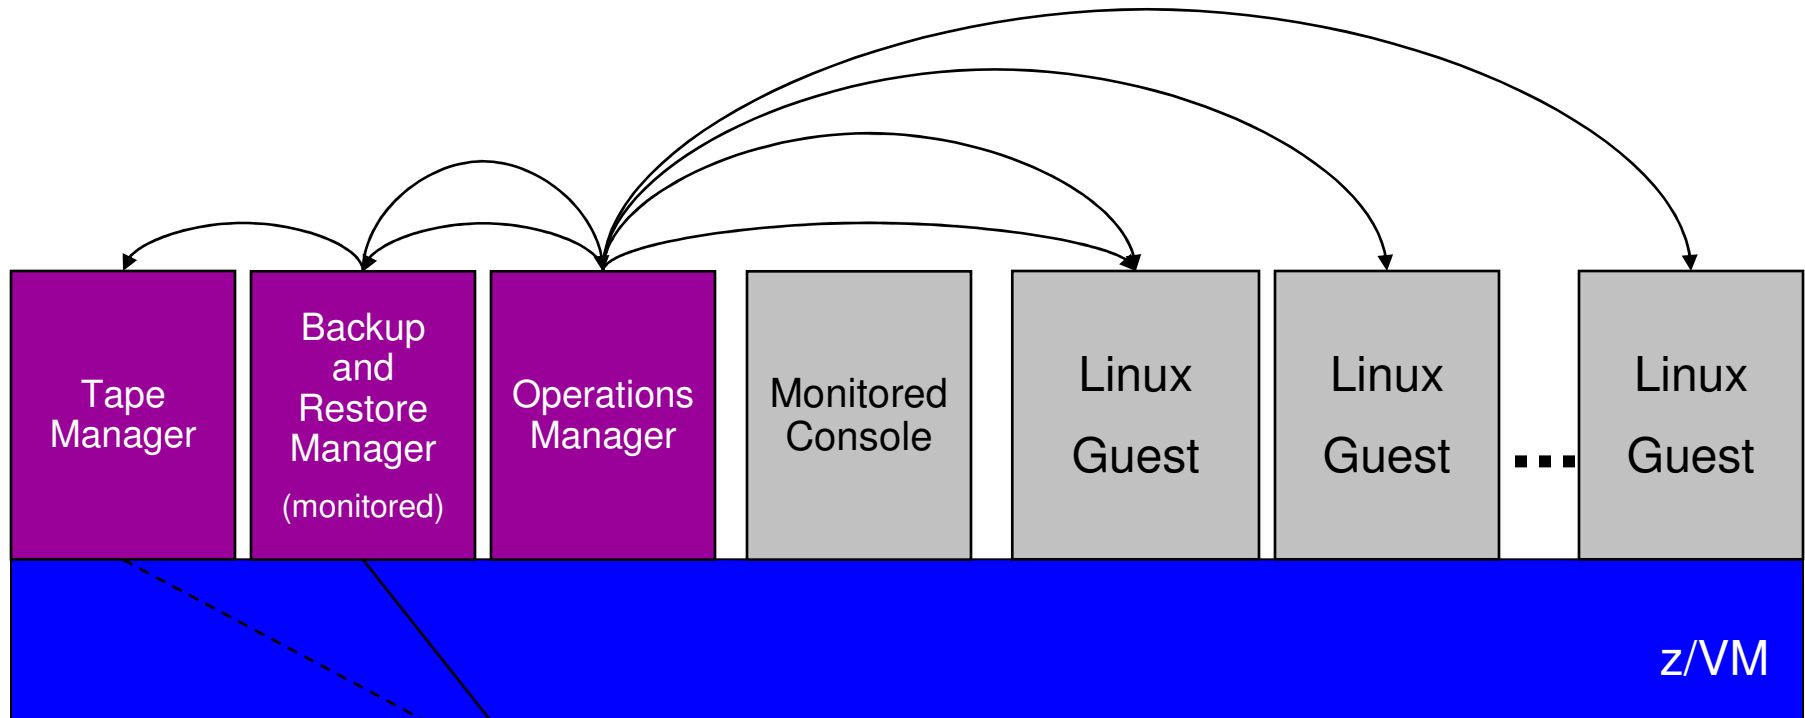 Tape
Manager
Backup
and
Restore
Manager
(monitored)
Operations
Manager
Monitored
Console
Linux
Guest
Linux
Guest
Linux
Guest
z/VM